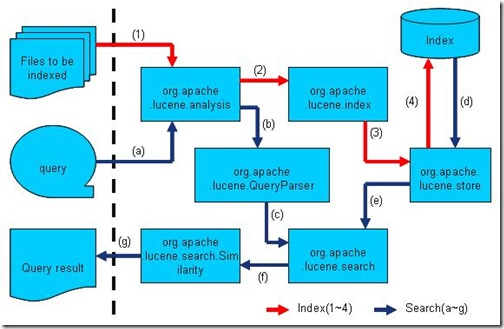 (1)
Files to be
indexed
org.apache
.lucene.analysis
(2)
org.apache
.lucene.index
Index
(4)
(d)
(b)
(3)
query
(a)
org.apache
.lucene.QueryParser
org.apache.
lucene.store
(c)
(e)
Query result
(g)
org.apache
.lucene.search.Sim
ilarity
(f)
org.apache
.lucene.search
Index(1~4)
Search(a~g)